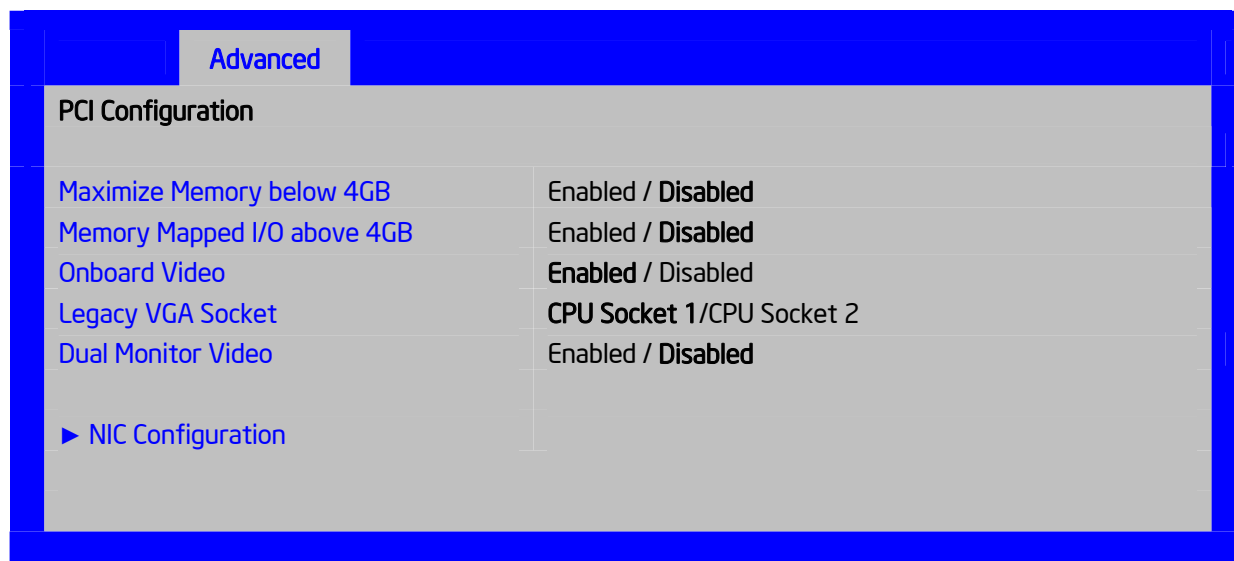 Advanced
PCI Configuration
Maximize Memory below 4GB Enabled / Disabled
Memory Mapped I/O above 4GB Enabled / Disabled
Onboard Video Enabled / Disabled
Legacy VGA Socket CPU Socket 1/CPU Socket 2
Dual Monitor Video Enabled / Disabled
► NIC Configuration